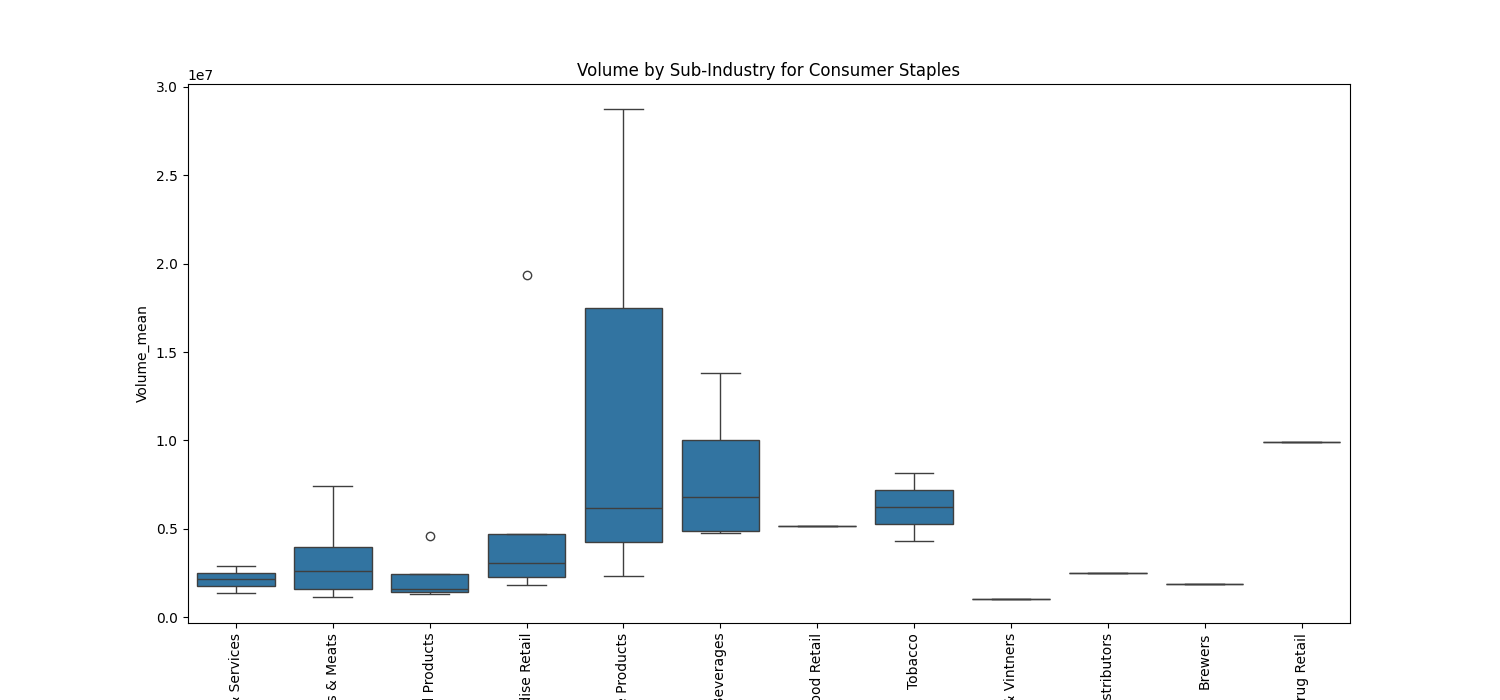 Volume by Sub-Industry for Consumer Staples
1e7
3.0
2.5
2.0
1.5
1.0
0.5
0.0
Volume_mean
& Services
s & Meats
Products
Retail
Products
Beverages
Retail
Tobacco
& Vintners
Brewers
Retail